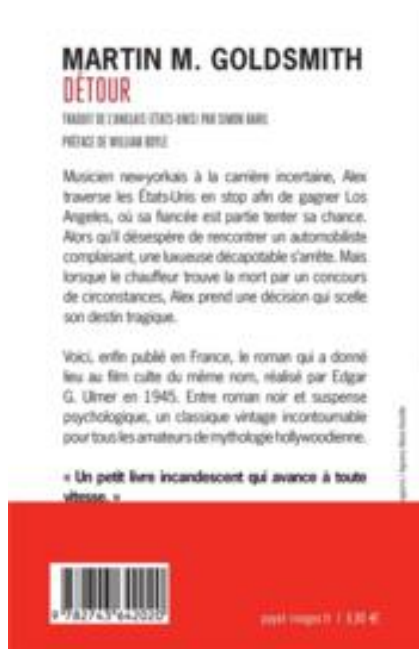 MARTIN M. GOLDSMITH
DÉTOUR
TRADUIT DE L'ANGLAIS (ÉTATS-UNIS) PAR SIMON BARIL
PRÉFACE DE WILLIAM BOYLE
Musicien new-yorkais à la carrière incertaine, Alex
traverse les États-Unis en stop afin de gagner Los
Angeles, où sa fiancée est partie tenter sa chance.
Alors qu'il désespère de rencontrer un automobiliste
complaisant, une luxueuse décapotable s'arrête. Mais
lorsque le chauffeur trouve la mort par un concours
de circonstances, Alex prend une décision qui scelle
son destin tragique.
Voici, enfin publié en France, le roman qui a donné
lieu au film culte du même nom, réalisé par Edgar
G. Ulmer en 1945. Entre roman noir et suspense
psychologique, un classique vintage incontournable
pour tous les amateurs de mythologie hollywoodienne.
« Un petit livre incandescent qui avance à toute
vitesse. »
9 782743 642020